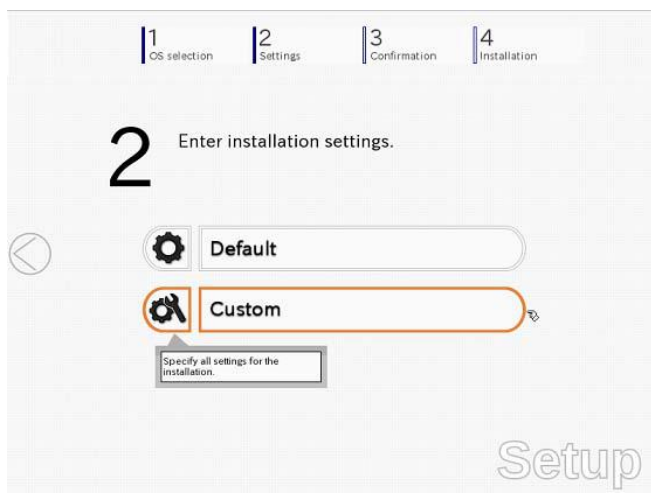 1
OS selection
2
Settings
3
Confirmation
4
Installation
2
Enter installation settings.
Default
Custom
Specify all settings for the
installation.
Setup